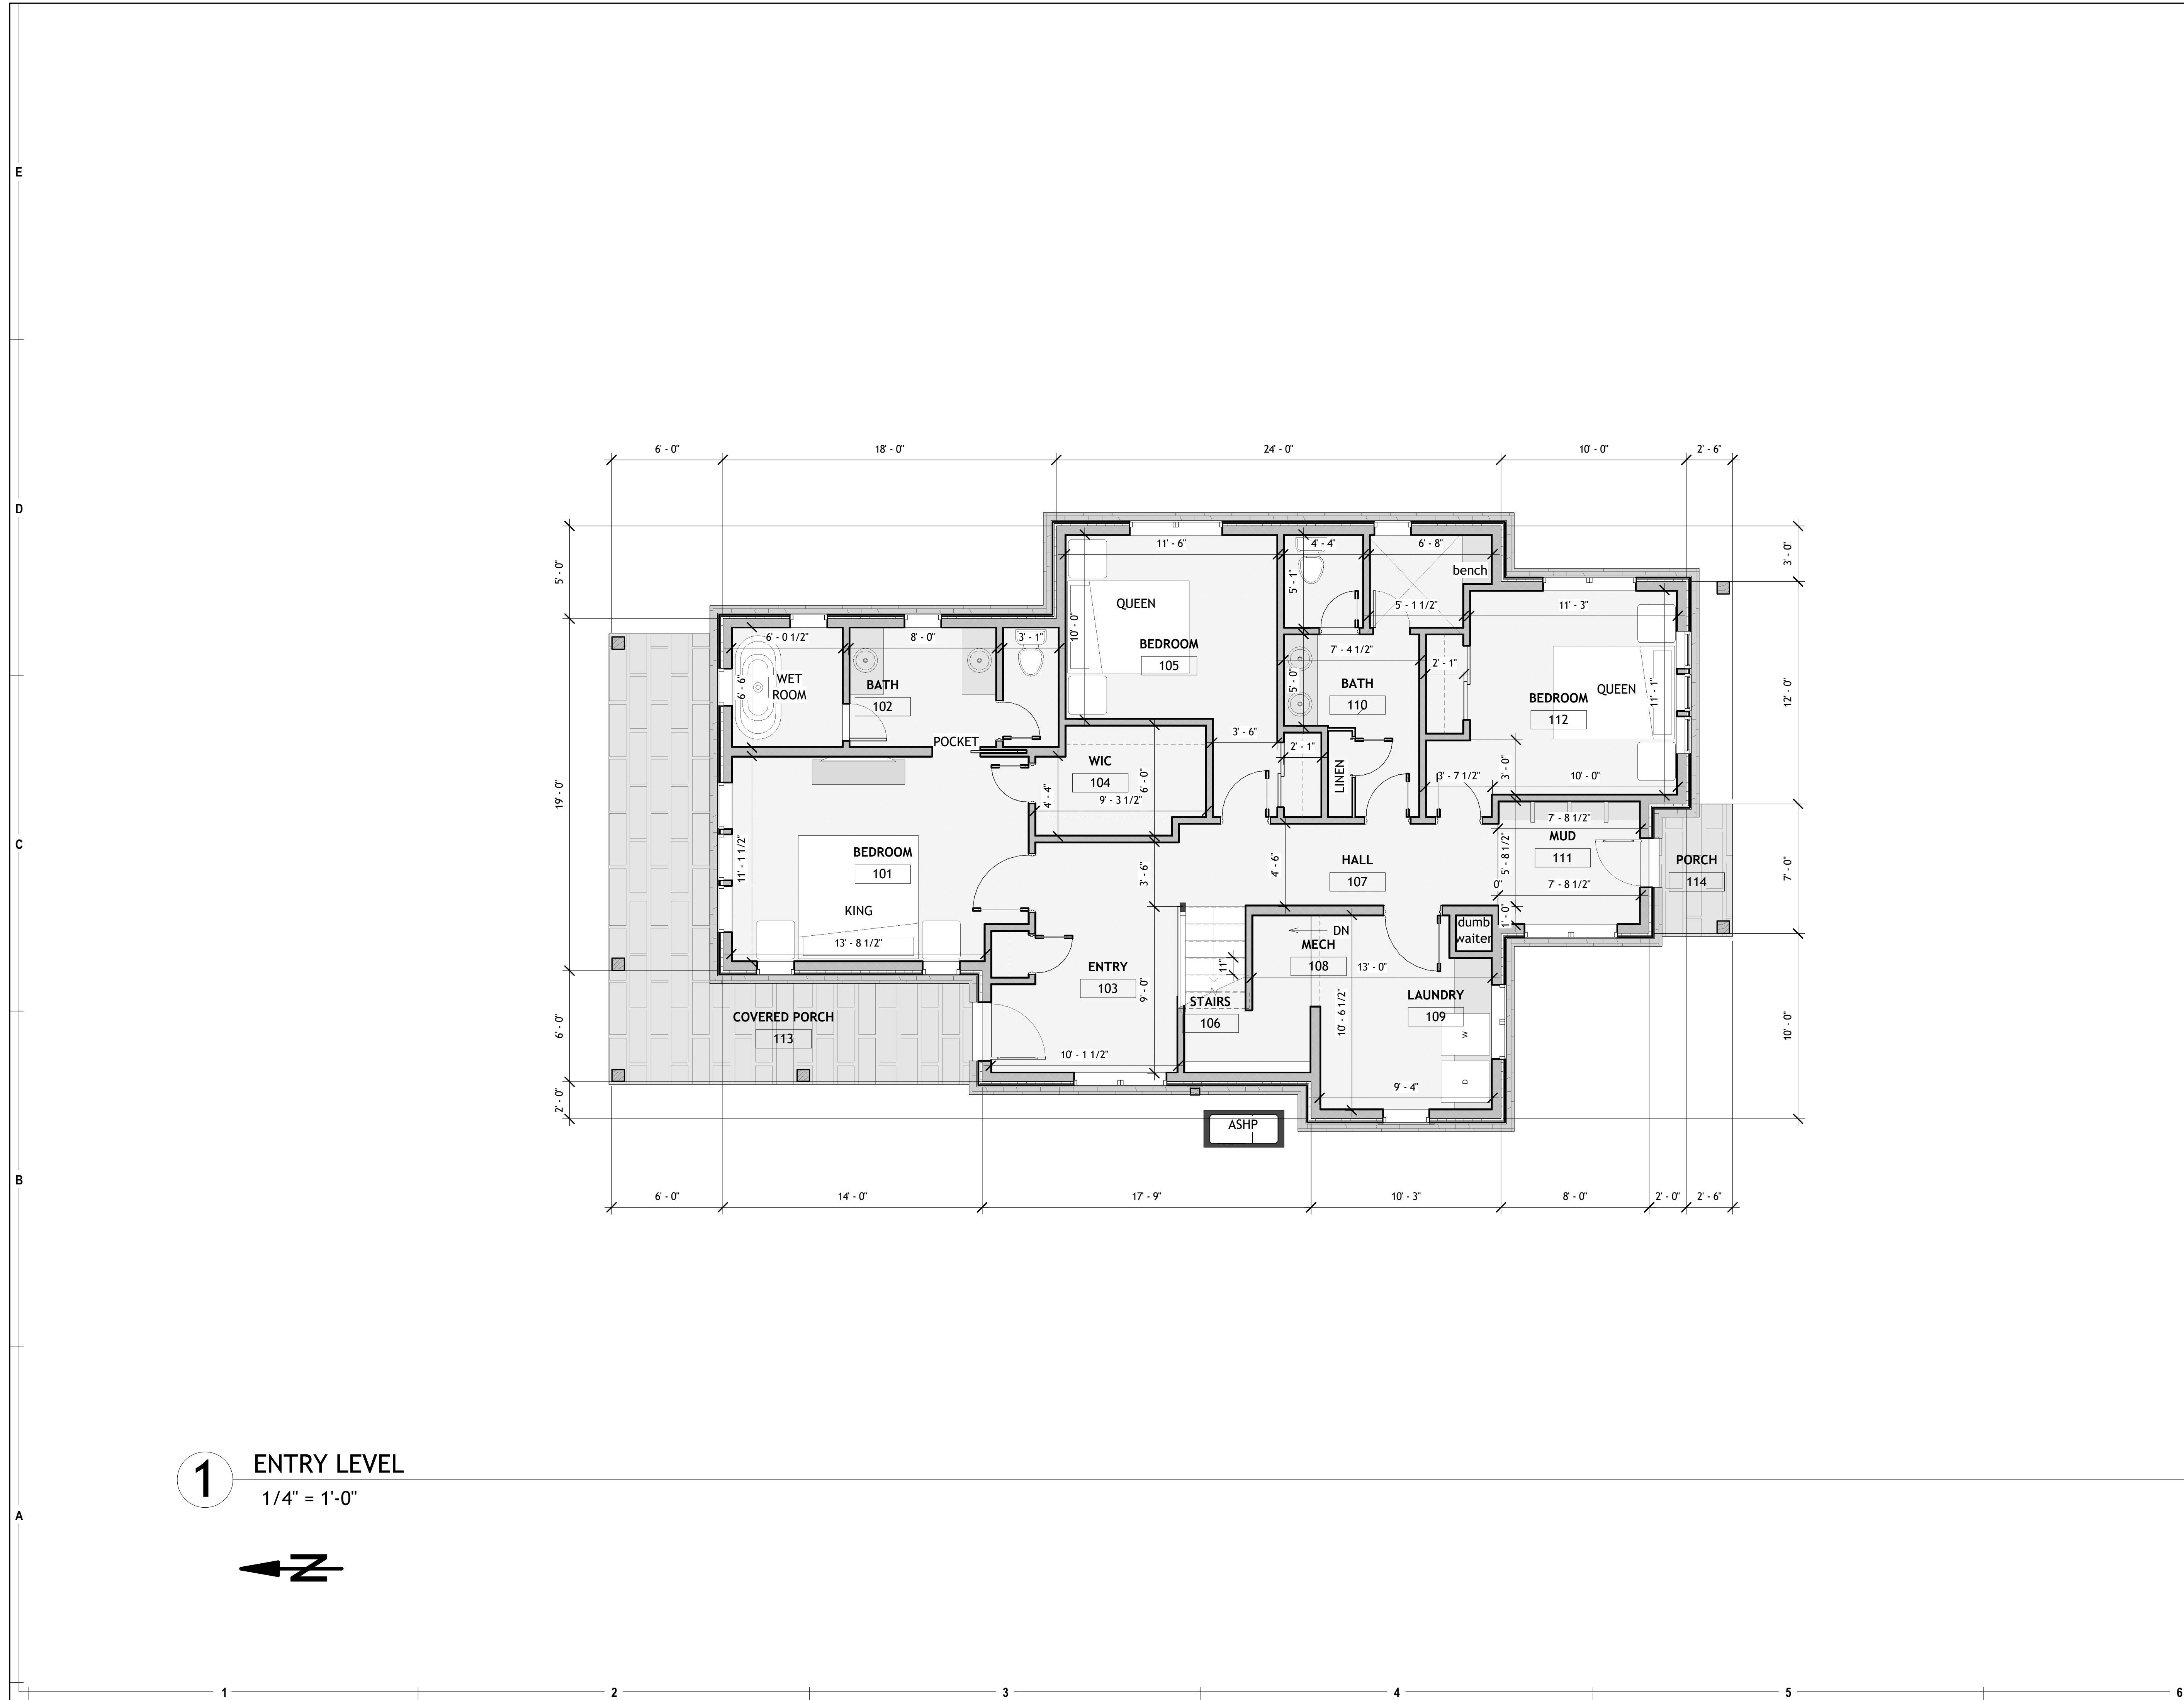 E
D
C
B
A
6' - 0"
18' - 0"
24' - 0"
10' - 0"
2' - 6"
5' - 0"
19' - 0"
6' - 0"
2' - 0"
3' - 0"
12' - 0"
7' - 0"
10' - 0"
11' - 6"
4' - 4"
6' - 8"
bench
5' - 1"
5' - 1 1/2"
11' - 3"
QUEEN
10' - 0"
BEDROOM
105
6' - 0 1/2"
8' - 0"
3' - 1"
7' - 4 1/2"
2' - 1"
6' - 6"
WET
ROOM
BATH
102
5' - 0"
BATH
110
QUEEN
11' - 1"
BEDROOM
112
POCKET
3' - 6"
2' - 1"
LINEN
WIC
104
4' - 4"
6' - 0"
9' - 3 1/2"
3' - 7 1/2"
3' - 0"
10' - 0"
11' - 1 1/2"
BEDROOM
101
KING
13' - 8 1/2"
3' - 6"
4' - 6"
HALL
107
7' - 8 1/2"
MUD
111
5' - 8 1/2"
0"
7' - 8 1/2"
1' - 0"
PORCH
114
dumb
waiter
DN
MECH
108
11"
13' - 0"
ENTRY
103
9' - 0"
STAIRS
106
10' - 6 1/2"
LAUNDRY
109
W
D
COVERED PORCH
113
10' - 1 1/2"
9' - 4"
ASHP
6' - 0"
14' - 0"
17' - 9"
10' - 3"
8' - 0"
2' - 0"
2' - 6"
1
ENTRY LEVEL
1/4" = 1'-0"
N
1
2
3
4
5
6